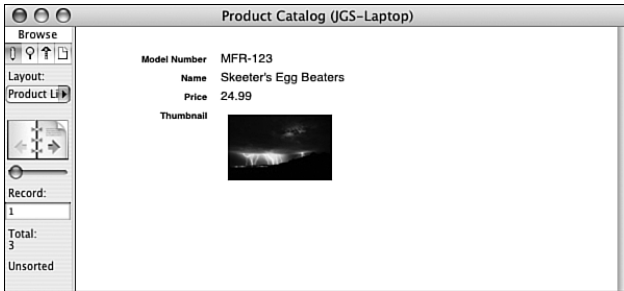 Product Catalog (JGS-Laptop)
Browse
Layout:
Product Li
Record:
1
Total:
3
Unsorted
Model Number MFR-123
Name Skeeter's Egg Beaters
Price 24.99
Thumbnail